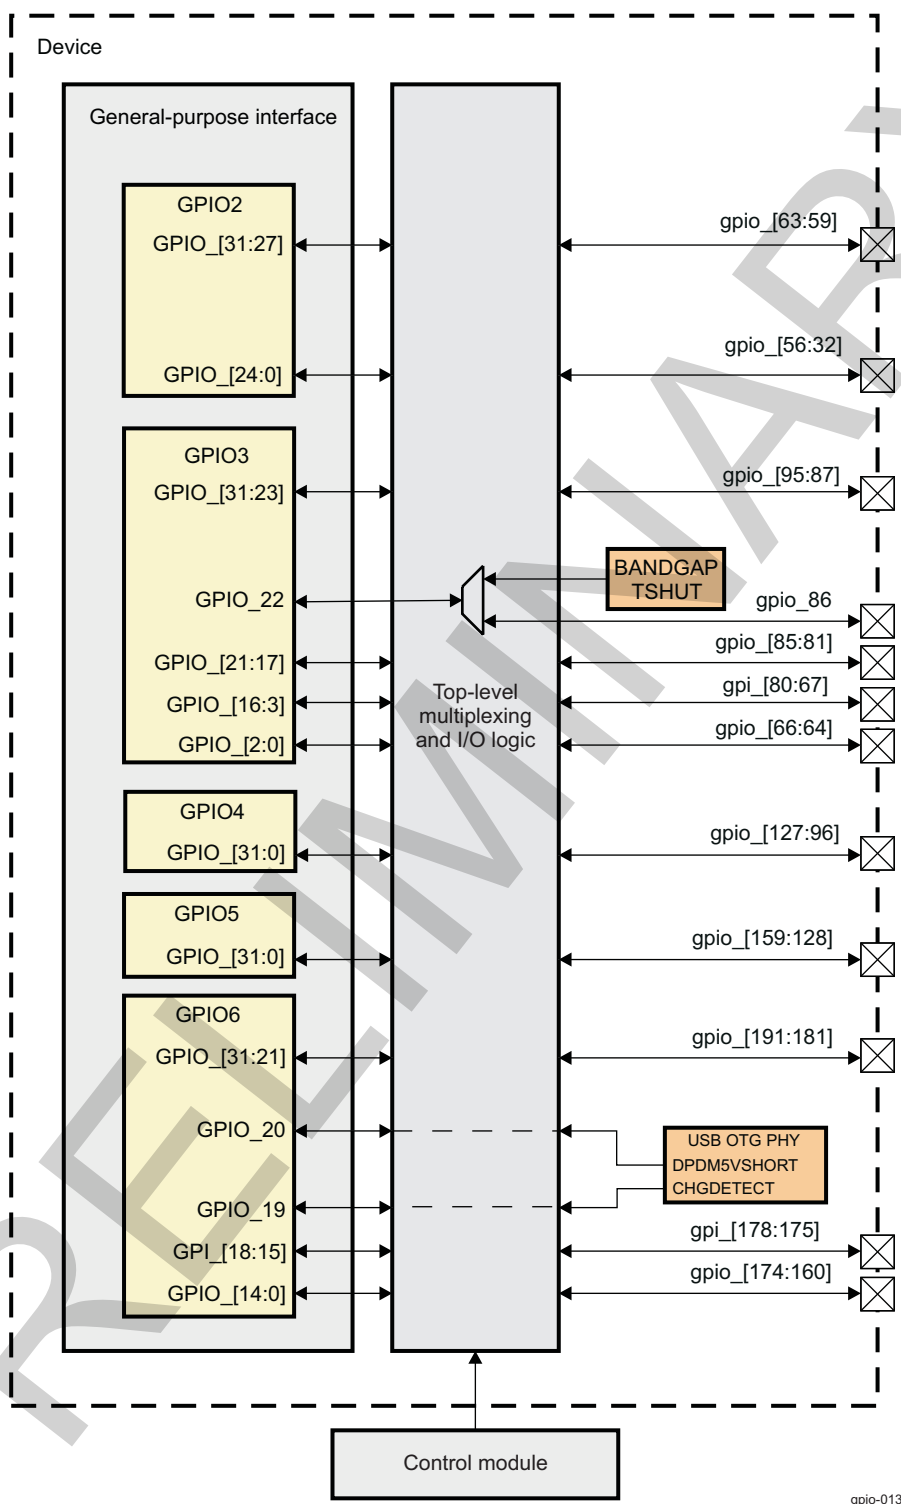 Device
General-purpose interface
GPIO2
GPIO_[31:27]
gpio_[63:59]
GPIO_[24:0]
gpio_[56:32]
GPIO3
GPIO_[31:23]
gpio_[95:87]
BANDGAP
TSHUT
GPIO_22
gpio_86
GPIO_[21:17]
gpio_[85:81]
GPIO_[16:3]
gpi_[80:67]
GPIO_[2:0]
gpio_[66:64]
Top-level
multiplexing
and I/O logic
GPIO4
GPIO_[31:0]
gpio_[127:96]
GPIO5
GPIO_[31:0]
gpio_[159:128]
GPIO6
GPIO_[31:21]
gpio_[191:181]
GPIO_20
USB OTG PHY
DPDM5VSHORT
CHGDETECT
GPIO_19
GPI_[18:15]
gpi_[178:175]
GPIO_[14:0]
gpio_[174:160]
Control module
gpio-013
PRELIMINARY